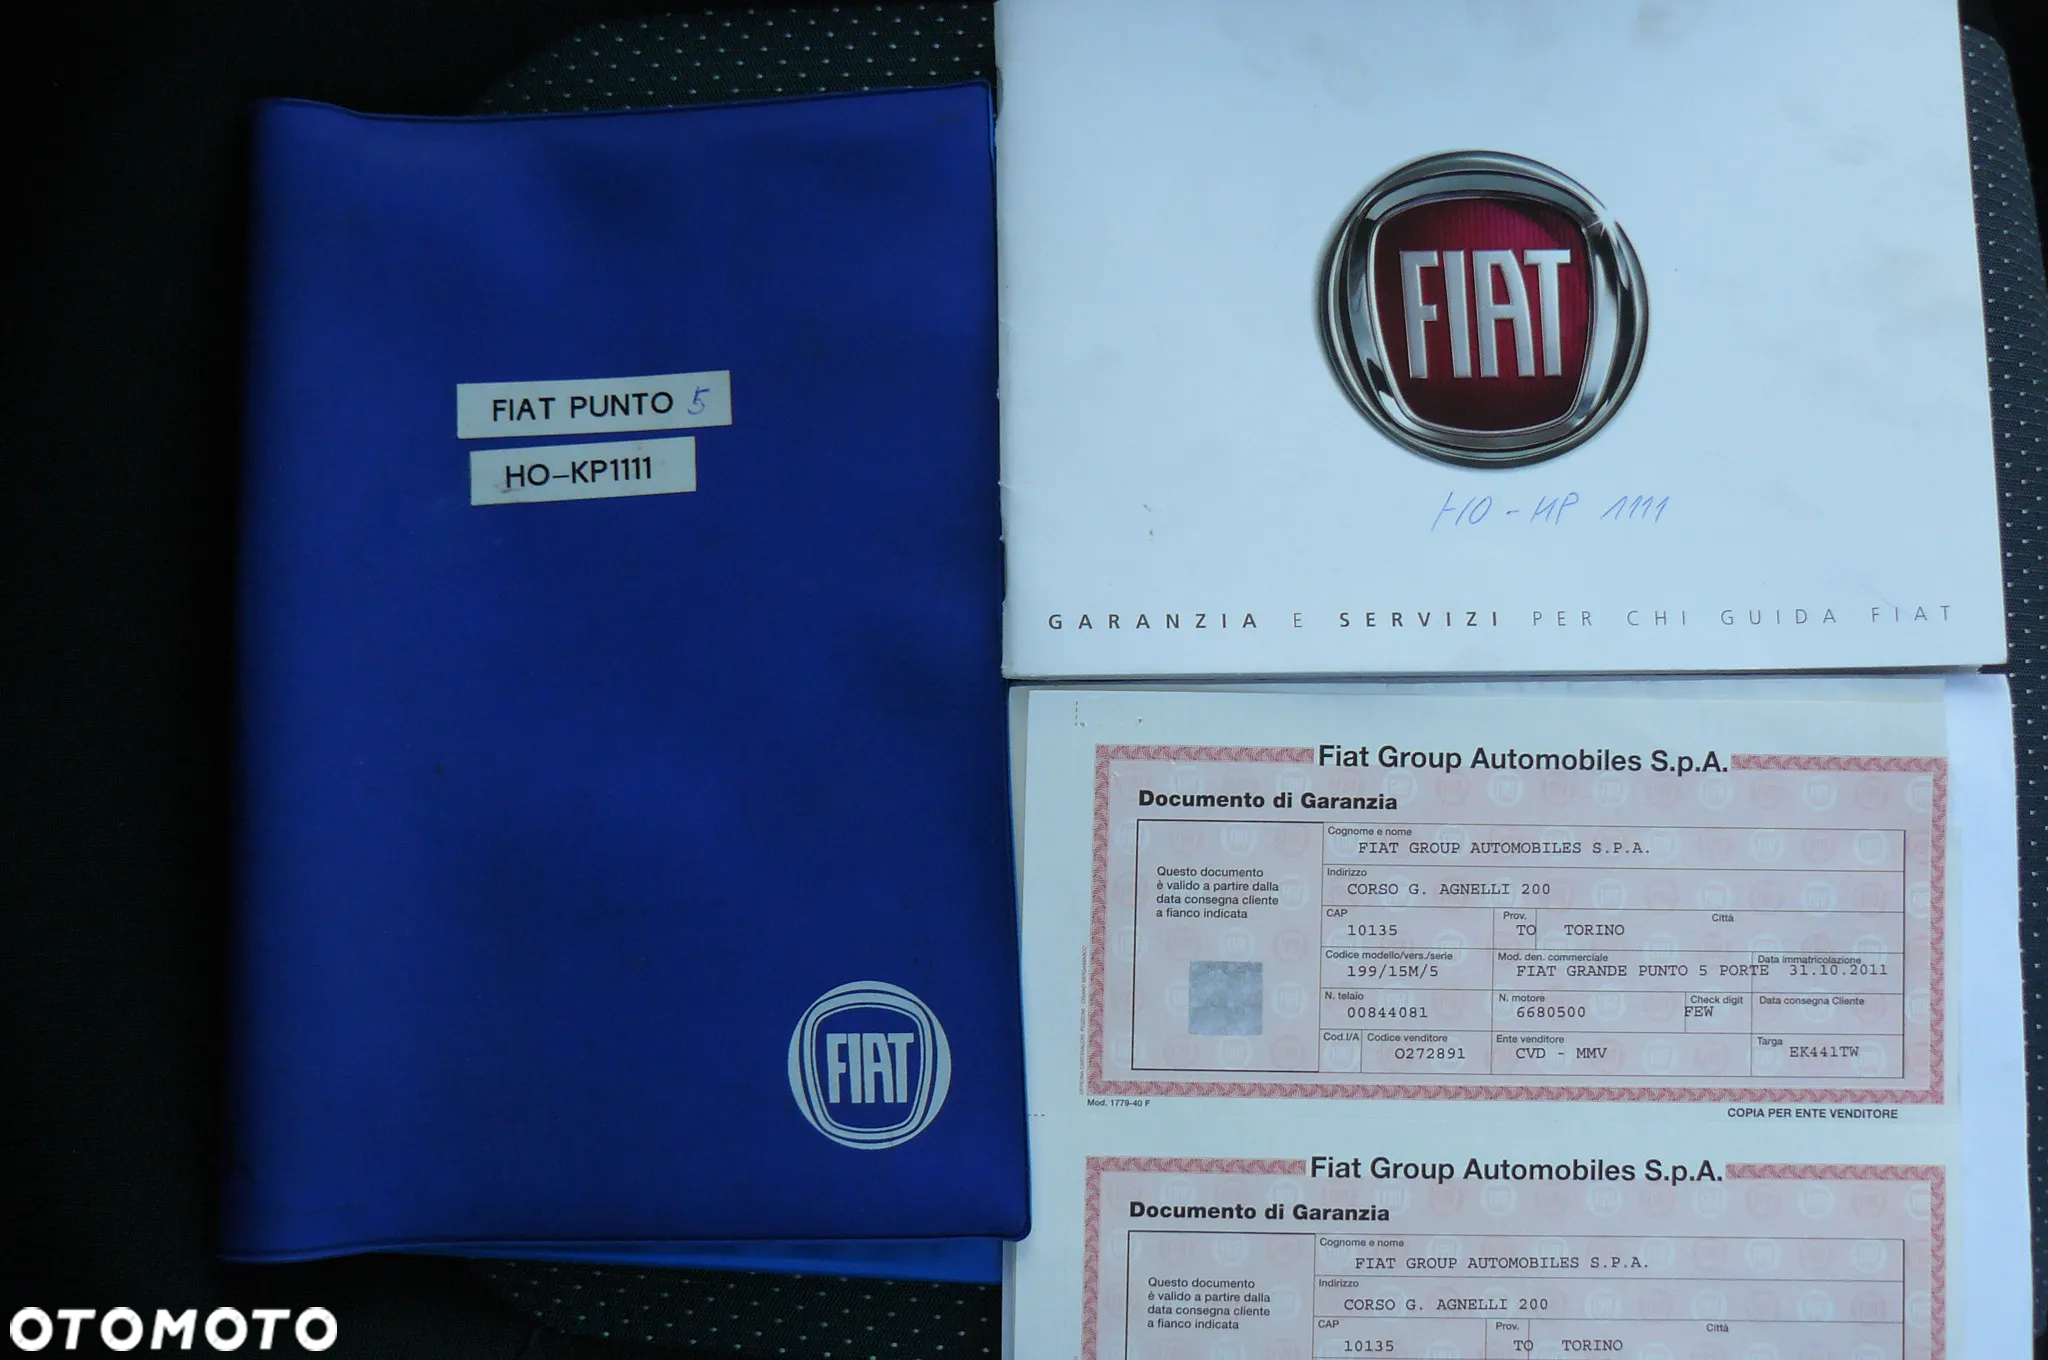 FIAT PUNTO 5
HO-KP1111
FIAT
FIAT
HO - KP 1111
GARANZIA E SERVIZI PER CHI GUIDA FIAT
Fiat Group Automobiles S.p.A.
Documento di Garanzia
Questo documento
è valido a partire dalla
data consegna cliente
a fianco indicata
Cognome e nome
FIAT GROUP AUTOMOBILES S.P.A.
Indirizzo
CORSO G. AGNELLI 200
CAP Prov. Città
10135 TO TORINO
Codice modello/vers./serie Mod. den. commerciale Data immatricolazione
199/15M/5 FIAT GRANDE PUNTO 5 PORTE 31.10.2011
N. telaio N. motore Check digit Data consegna Cliente
00844081 6680500 FEW
Cod.I/A Codice venditore Ente venditore Targa
0272891 CVD - MMV EK441TW
Mod. 1779-40 F
COPIA PER ENTE VENDITORE
Fiat Group Automobiles S.p.A.
Documento di Garanzia
Questo documento
è valido a partire dalla
data consegna cliente
a fianco indicata
Cognome e nome
FIAT GROUP AUTOMOBILES S.P.A.
Indirizzo
CORSO G. AGNELLI 200
CAP Prov. Città
10135 TO TORINO
OTOMOTO